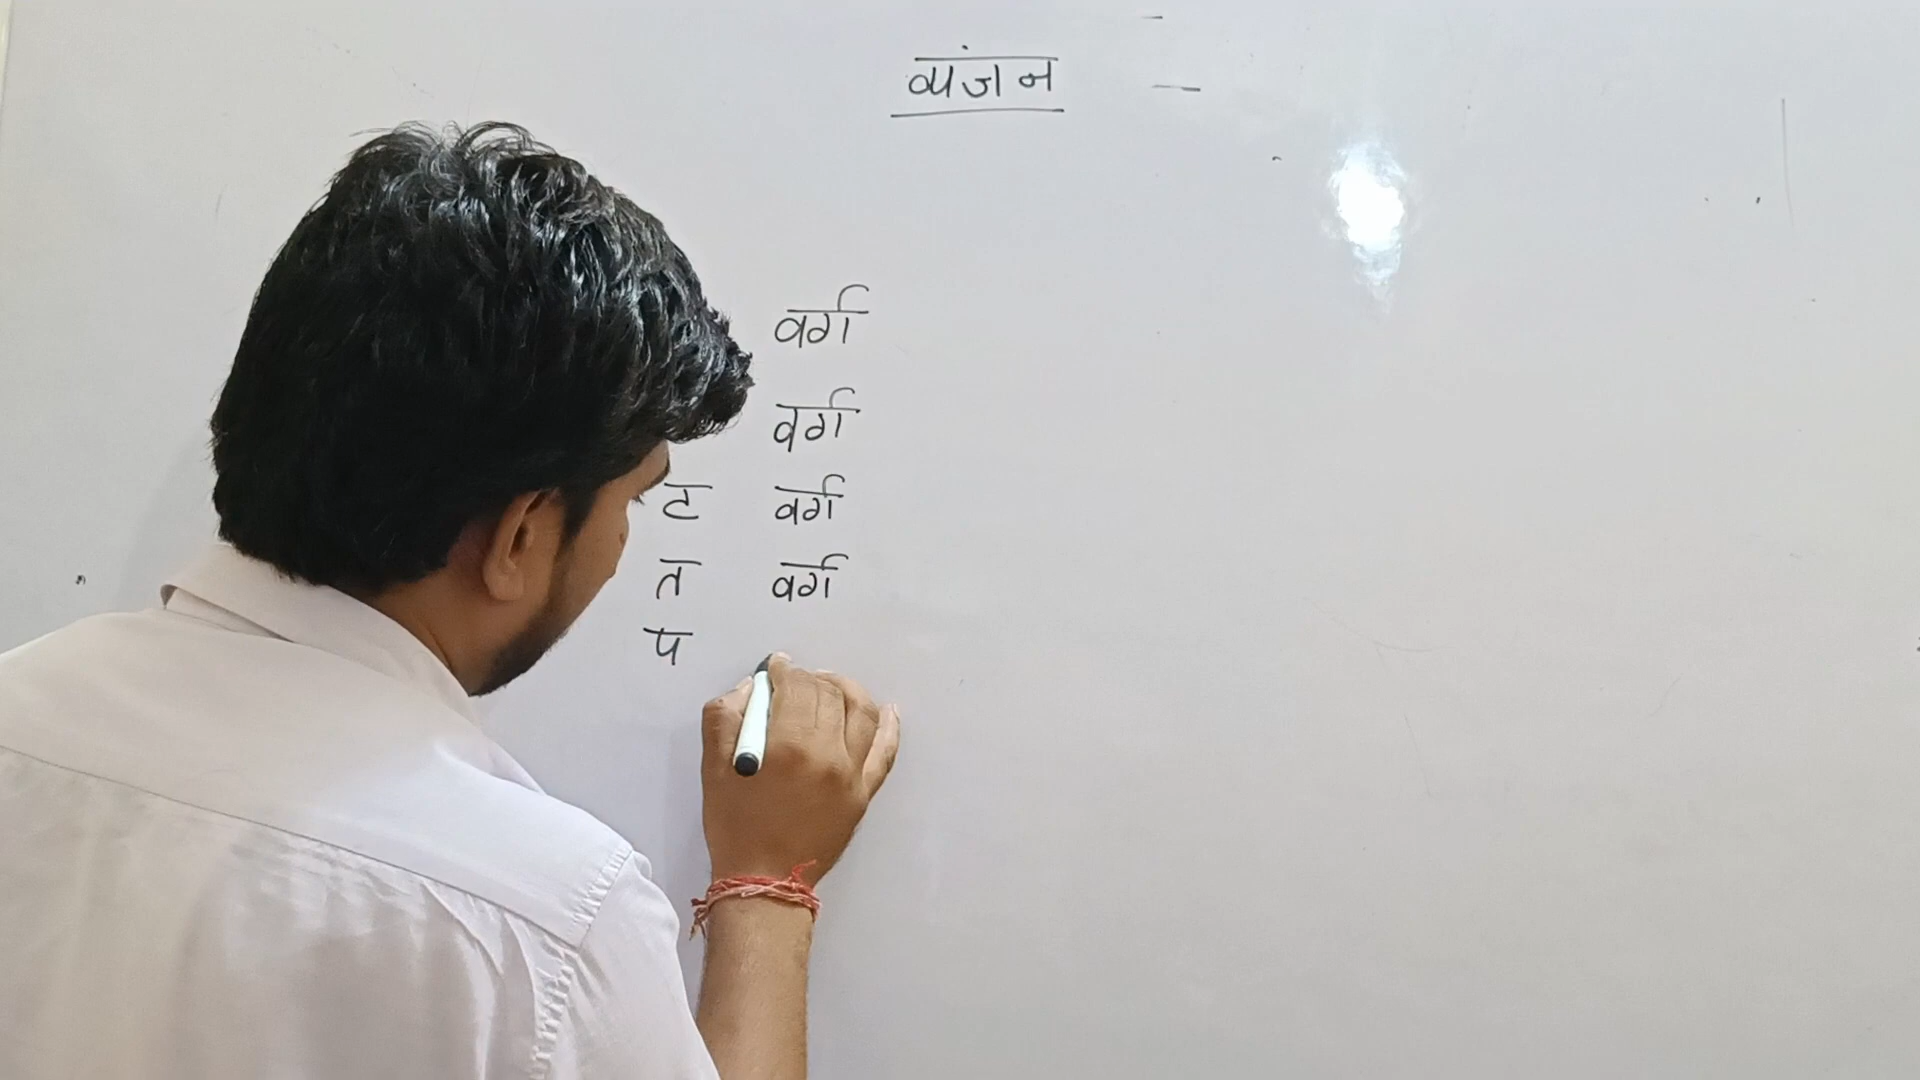 व्यंजन -
वर्ग
वर्ग
ट वर्ग
त वर्ग
प